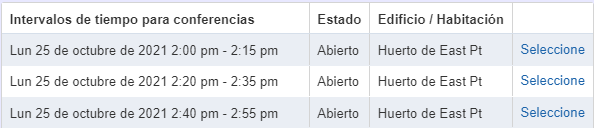 Intervalos de tiempo para conferencias Estado Edificio / Habitación
Lun 25 de octubre de 2021 2:00 pm - 2:15 pm Abierto Huerto de East Pt Seleccione
Lun 25 de octubre de 2021 2:20 pm - 2:35 pm Abierto Huerto de East Pt Seleccione
Lun 25 de octubre de 2021 2:40 pm - 2:55 pm Abierto Huerto de East Pt Seleccione